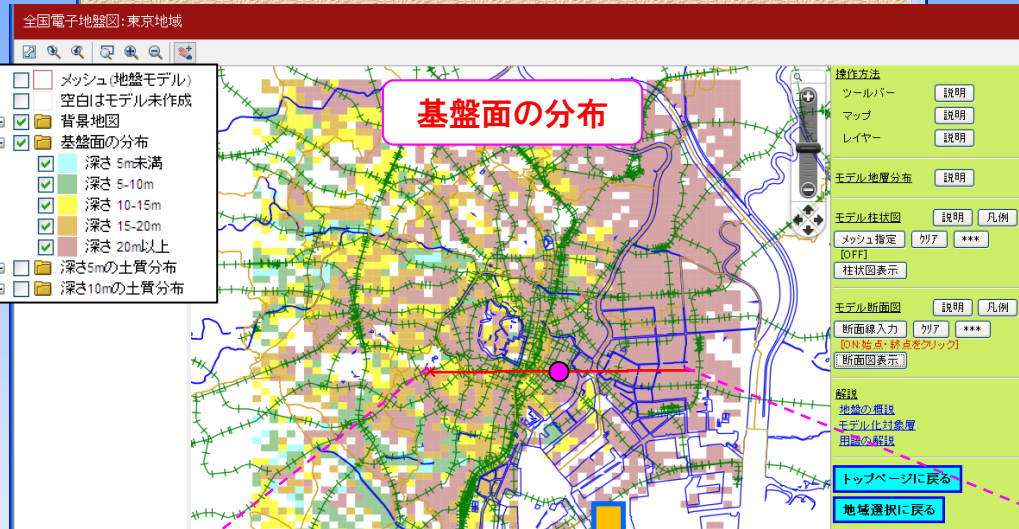 全国電子地盤図:東京地域
メッシュ(地盤モデル)
空白はモデル未作成
背景地図
基盤面の分布
深さ 5m未満
深さ 5-10m
深さ 10-15m
深さ 15-20m
深さ 20m以上
深さ5mの土質分布
深さ10mの土質分布
基盤面の分布
操作方法
ツールバー 説明
マップ 説明
レイヤー 説明
モデル地層分布 説明
モデル柱状図 説明 凡例
メッシュ指定 クリア ***
[OFF]
柱状図表示
モデル断面図 説明 凡例
断面線入力 クリア ***
[ON:始点・終点をクリック]
断面図表示
解説
地盤の概説
モデル化対象層
用語の解説
トップページに戻る
地域選択に戻る